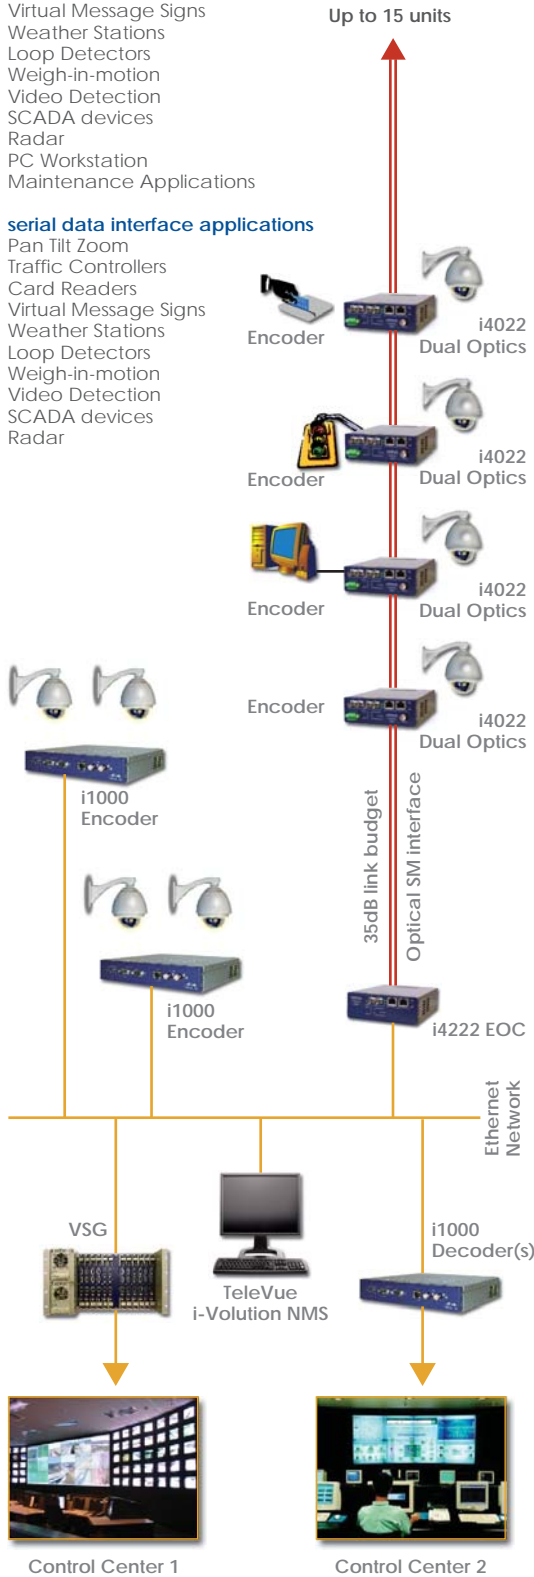 Virtual Message Signs
Weather Stations
Loop Detectors
Weigh-in-motion
Video Detection
SCADA devices
Radar
PC Workstation
Maintenance Applications
serial data interface applications
Pan Tilt Zoom
Traffic Controllers
Card Readers
Virtual Message Signs
Weather Stations
Loop Detectors
Weigh-in-motion
Video Detection
SCADA devices
Radar
Up to 15 units
Encoder
i4022
Dual Optics
Encoder
i4022
Dual Optics
Encoder
i4022
Dual Optics
Encoder
i4022
Dual Optics
i1000
Encoder
35dB link budget
Optical SM interface
i1000
Encoder
i4222 EOC
Ethernet
Network
VSG
TeleVue
i-Volution NMS
i1000
Decoder(s)
Control Center 1
Control Center 2